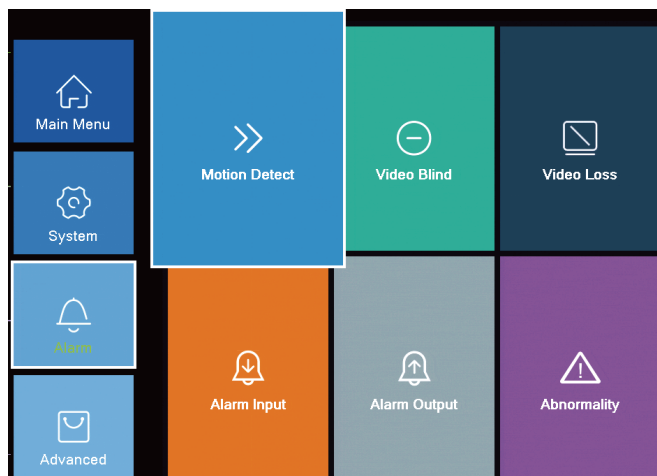 Main Menu
System
Alarm
Advanced
Motion Detect
Video Blind
Video Loss
Alarm Input
Alarm Output
Abnormality